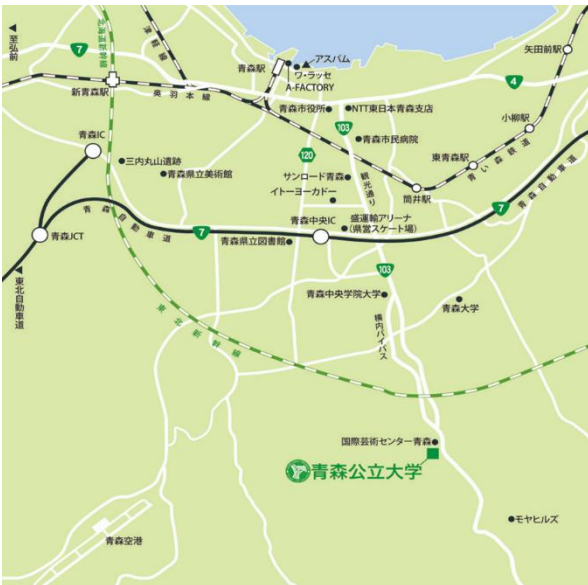 至弘前
7
北海道新幹線
津軽線
青森駅
アスパム
ワ・ラッセ
A-FACTORY
矢田前駅
4
新青森駅
奥羽本線
青森市役所
NTT東日本青森支店
103
小柳駅
青森IC
青森市民病院
120
三内丸山遺跡
青森県立美術館
サンロード青森
観光通り
東青森駅
青い森鉄道
イトーヨーカドー
筒井駅
青森自動車道
7
青森自動車道
青森中央IC
盛運輸アリーナ
(県営スケート場)
7
青森JCT
青森県立図書館
東北自動車道
103
青森中央学院大学
青森大学
東北新幹線
横内バイパス
国際芸術センター青森
青森公立大学
モヤヒルズ
青森空港